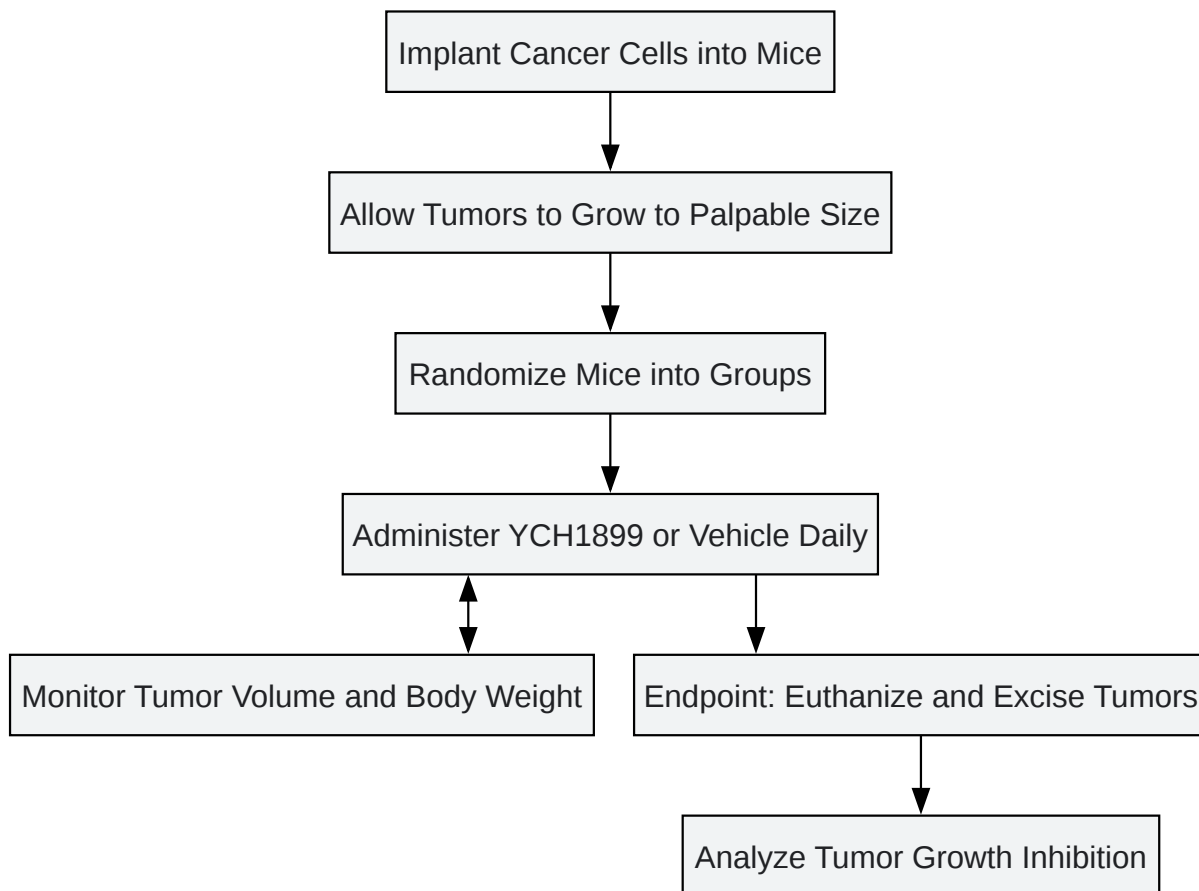 Implant Cancer Cells into Mice
Allow Tumors to Grow to Palpable Size
Randomize Mice into Groups
Administer YCH1899 or Vehicle Daily
Monitor Tumor Volume and Body Weight
Endpoint: Euthanize and Excise Tumors
Analyze Tumor Growth Inhibition